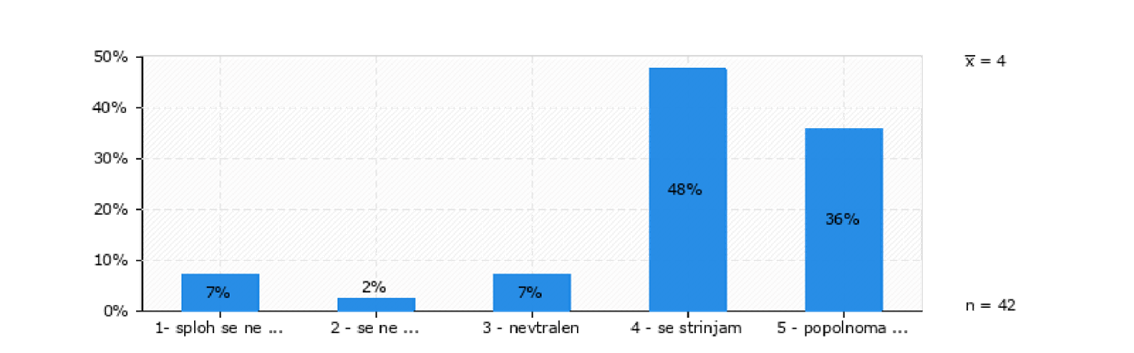 50%
x̅ = 4
40%
30%
20%
10%
0%
7%
2%
7%
48%
36%
n = 42
1- sploh se ne ...
2 - se ne ...
3 - nevtralen
4 - se strinjam
5 - popolnoma ...